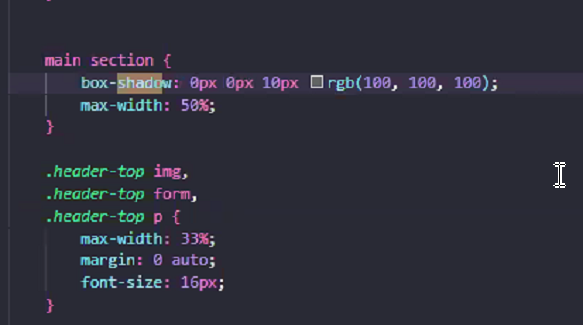 }
main section {
box-shadow: 0px 0px 10px rgb(100, 100, 100);
max-width: 50%;
}
.header-top img,
.header-top form,
.header-top p {
max-width: 33%;
margin: 0 auto;
font-size: 16px;
}